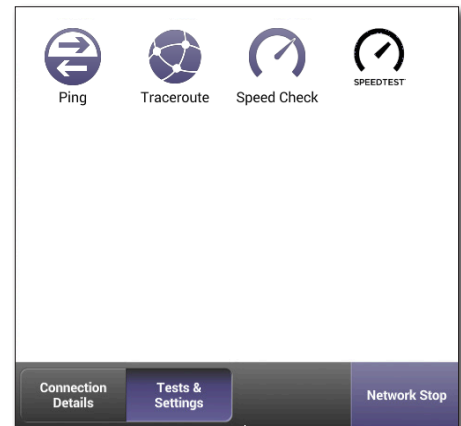 Ping
Traceroute
Speed Check
SPEEDTEST
Connection
Details
Tests &
Settings
Network Stop